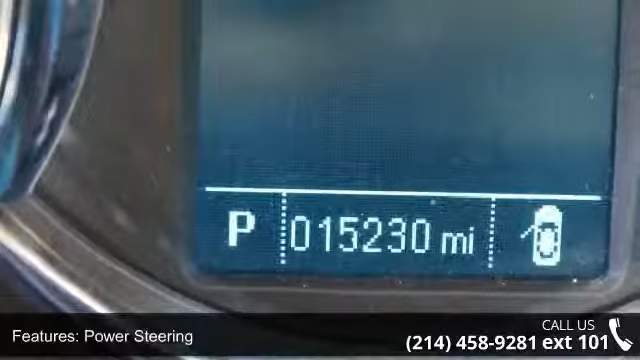 P 015230 mi
Features: Power Steering
CALL US
(214) 458-9281 ext 101